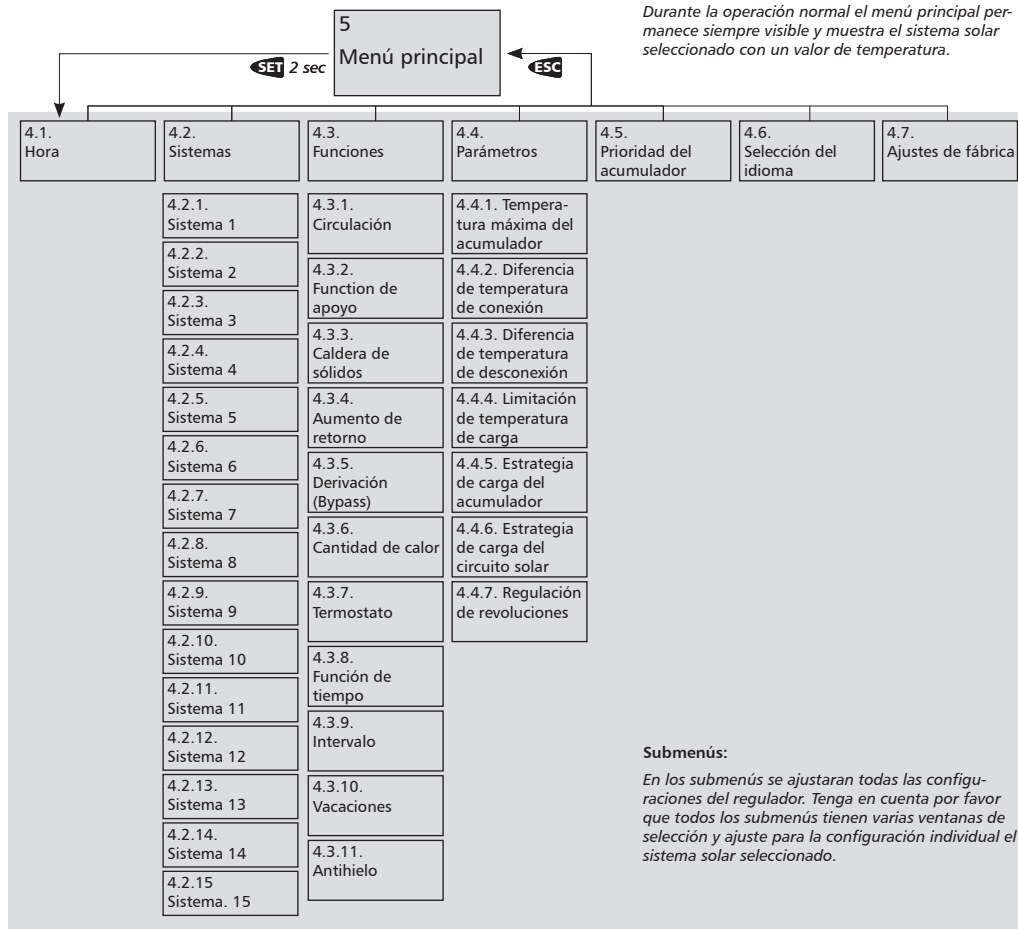 5
Menú principal
SET 2 sec
ESC
Durante la operación normal el menú principal per-
manece siempre visible y muestra el sistema solar
seleccionado con un valor de temperatura.
4.1.
Hora
4.2.
Sistemas
4.3.
Funciones
4.4.
Parámetros
4.5.
Prioridad del
acumulador
4.6.
Selección del
idioma
4.7.
Ajustes de fábrica
4.2.1.
Sistema 1
4.2.2.
Sistema 2
4.2.3.
Sistema 3
4.2.4.
Sistema 4
4.2.5.
Sistema 5
4.2.6.
Sistema 6
4.2.7.
Sistema 7
4.2.8.
Sistema 8
4.2.9.
Sistema 9
4.2.10.
Sistema 10
4.2.11.
Sistema 11
4.2.12.
Sistema 12
4.2.13.
Sistema 13
4.2.14.
Sistema 14
4.2.15
Sistema. 15
4.3.1.
Circulación
4.3.2.
Function de
apoyo
4.3.3.
Caldera de
sólidos
4.3.4.
Aumento de
retorno
4.3.5.
Derivación
(Bypass)
4.3.6.
Cantidad de calor
4.3.7.
Termostato
4.3.8.
Función de
tiempo
4.3.9.
Intervalo
4.3.10.
Vacaciones
4.3.11.
Antihielo
4.4.1. Tempera-
tura máxima del
acumulador
4.4.2. Diferencia
de temperatura
de conexión
4.4.3. Diferencia
de temperatura
de desconexión
4.4.4. Limitación
de temperatura
de carga
4.4.5. Estrategia
de carga del
acumulador
4.4.6. Estrategia
de carga del
circuito solar
4.4.7. Regulación
de revoluciones
Submenús:
En los submenús se ajustaran todas las configu-
raciones del regulador. Tenga en cuenta por favor
que todos los submenús tienen varias ventanas de
selección y ajuste para la configuración individual el
sistema solar seleccionado.